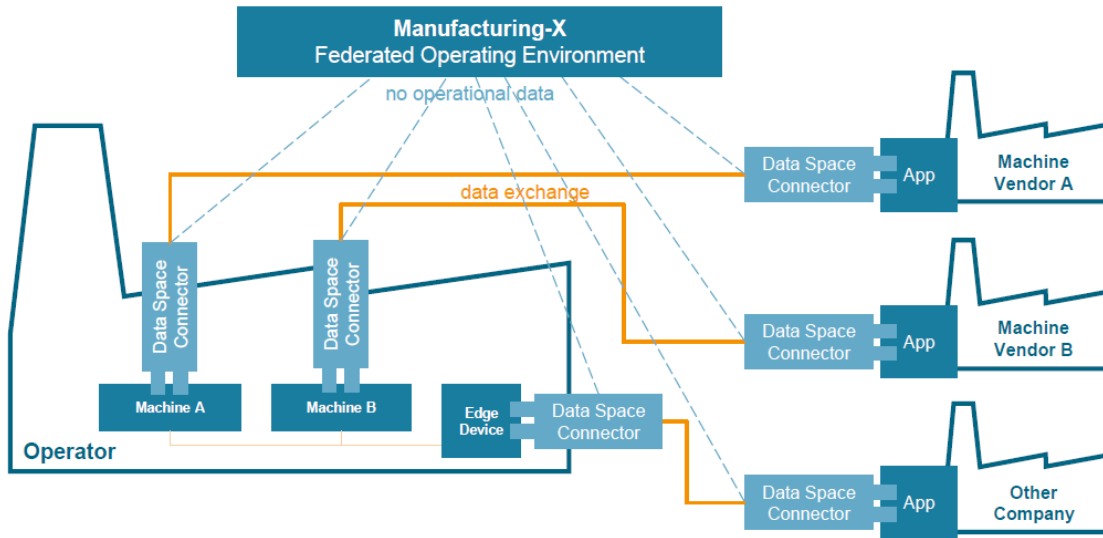 Manufacturing-X
Federated Operating Environment
no operational data
data exchange
Data Space
Connector
App
Machine
Vendor A
Data Space
Connector
Data Space
Connector
Data Space
Connector
App
Machine
Vendor B
Machine A
Machine B
Edge
Device
Data Space
Connector
Operator
Data Space
Connector
App
Other
Company